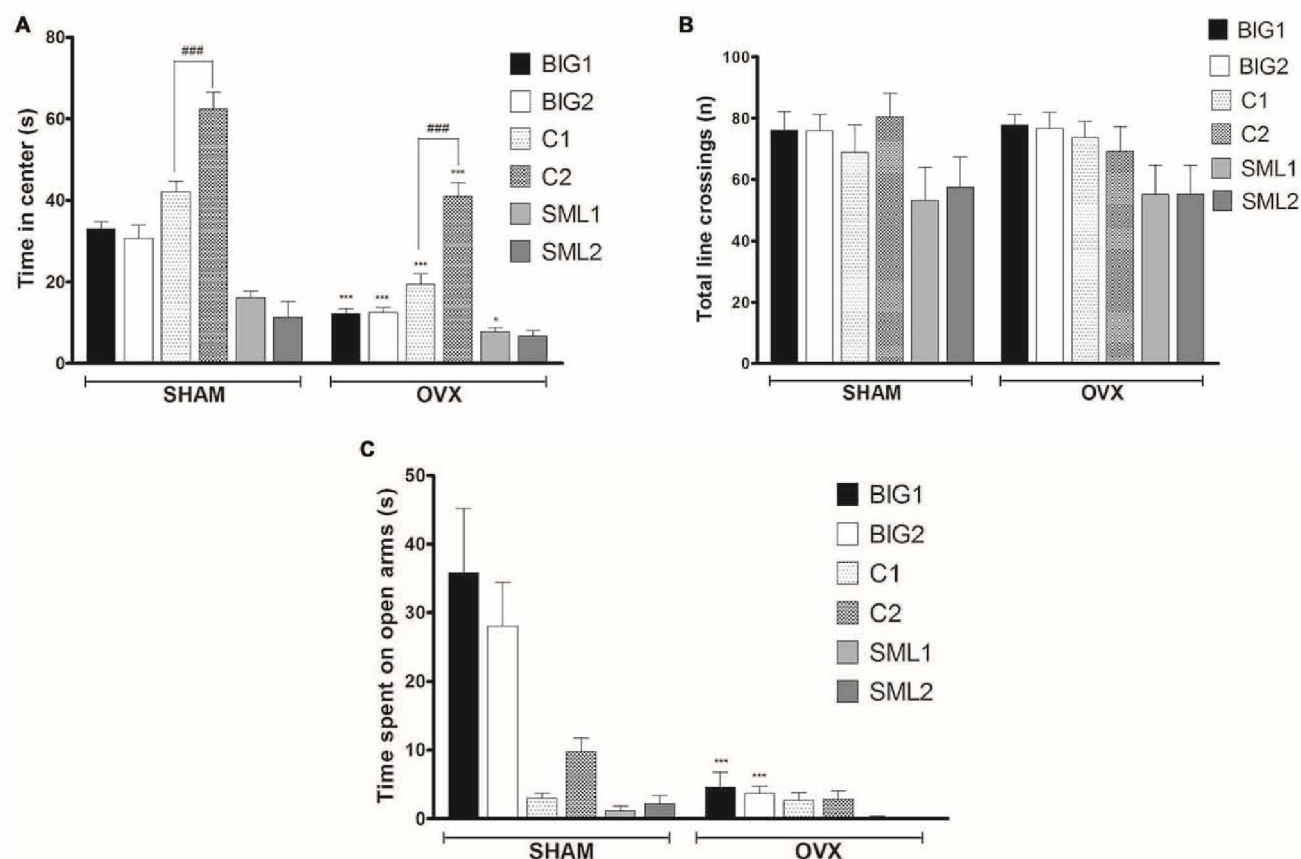 A
Time in center (s)
80
60
40
20
0
###
###
***
***
***
***
*
SHAM
OVX
BIG1
BIG2
C1
C2
SML1
SML2
B
Total line crossings (n)
100
80
60
40
20
0
SHAM
OVX
BIG1
BIG2
C1
C2
SML1
SML2
C
Time spent on open arms (s)
50
40
30
20
10
0
***
***
SHAM
OVX
BIG1
BIG2
C1
C2
SML1
SML2